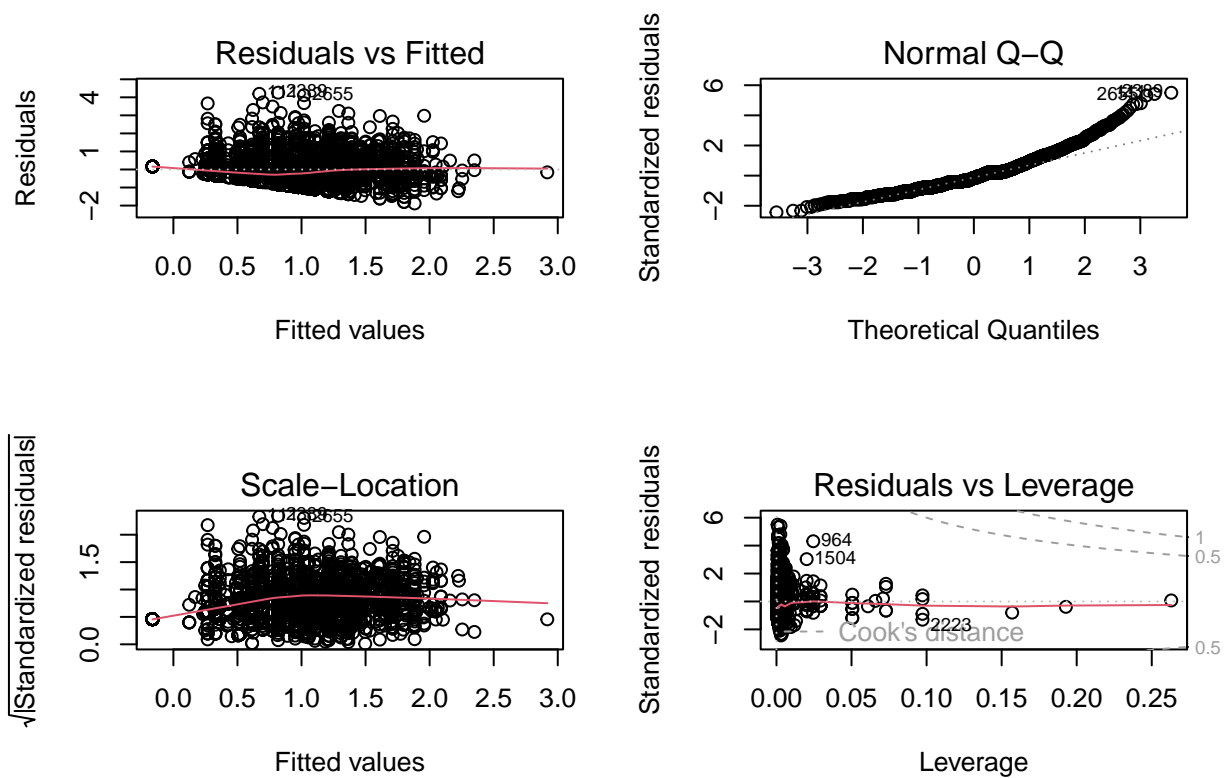 Residuals vs Fitted
Residuals
4
1
−2
2655
0.0 0.5 1.0 1.5 2.0 2.5 3.0
Fitted values
Normal Q−Q
Standardized residuals
6
2
−2
−3 −2 −1 0 1 2 3
Theoretical Quantiles
Scale−Location
√|Standardized residuals|
1.5
0.0
2655
0.0 0.5 1.0 1.5 2.0 2.5 3.0
Fitted values
Residuals vs Leverage
Standardized residuals
6
2
−2
964
1504
2223
Cook's distance
1
0.5
0.5
0.00 0.05 0.10 0.15 0.20 0.25
Leverage